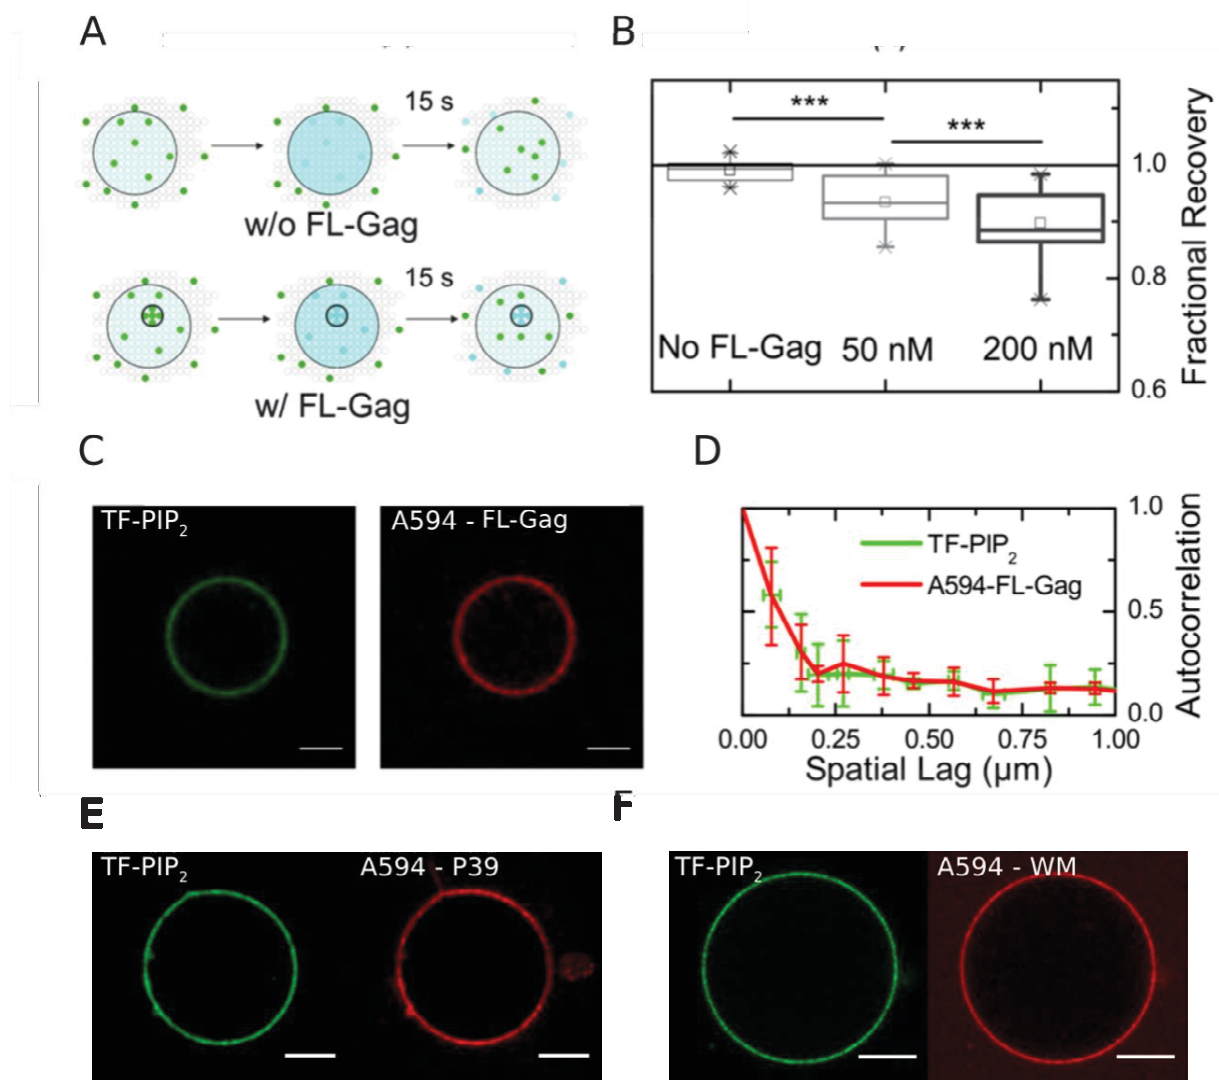 A
15 s
w/o FL-Gag
15 s
w/ FL-Gag
B
***
***
1.0
0.8
0.6
No FL-Gag
50 nM
200 nM
Fractional Recovery
C
TF-PIP2
A594 - FL-Gag
D
TF-PIP2
A594-FL-Gag
1.0
0.5
0.0
Autocorrelation
0.00 0.25 0.50 0.75 1.00
Spatial Lag (µm)
E
TF-PIP2
A594 - P39
F
TF-PIP2
A594 - WM